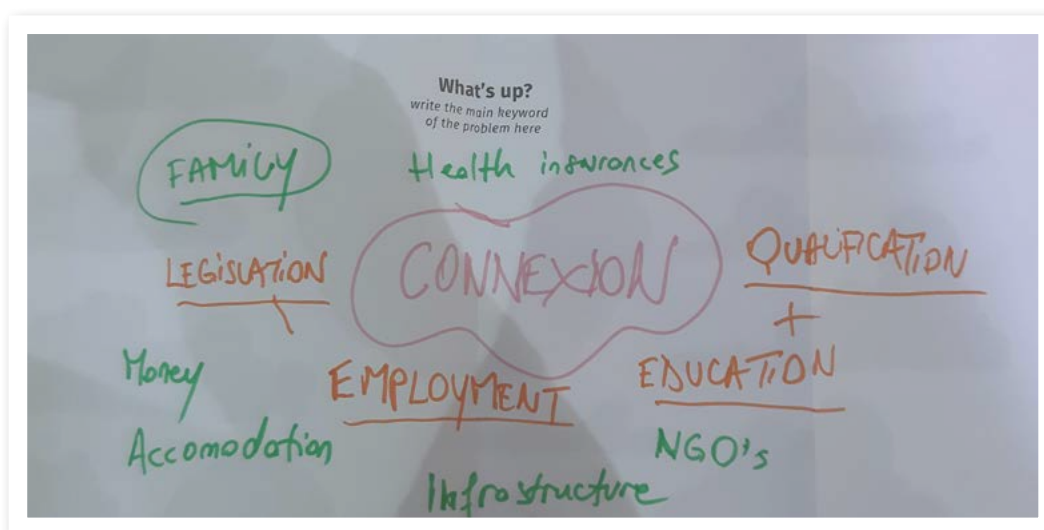 What's up?
write the main keyword
of the problem here
FAMiLY
Health insurances
LEGiSLATiON
CONNEXION
QUALiFICATiON
+
EMPLOYMENT
EDUCATiON
Money
Accomodation
NGO's
Infrastructure